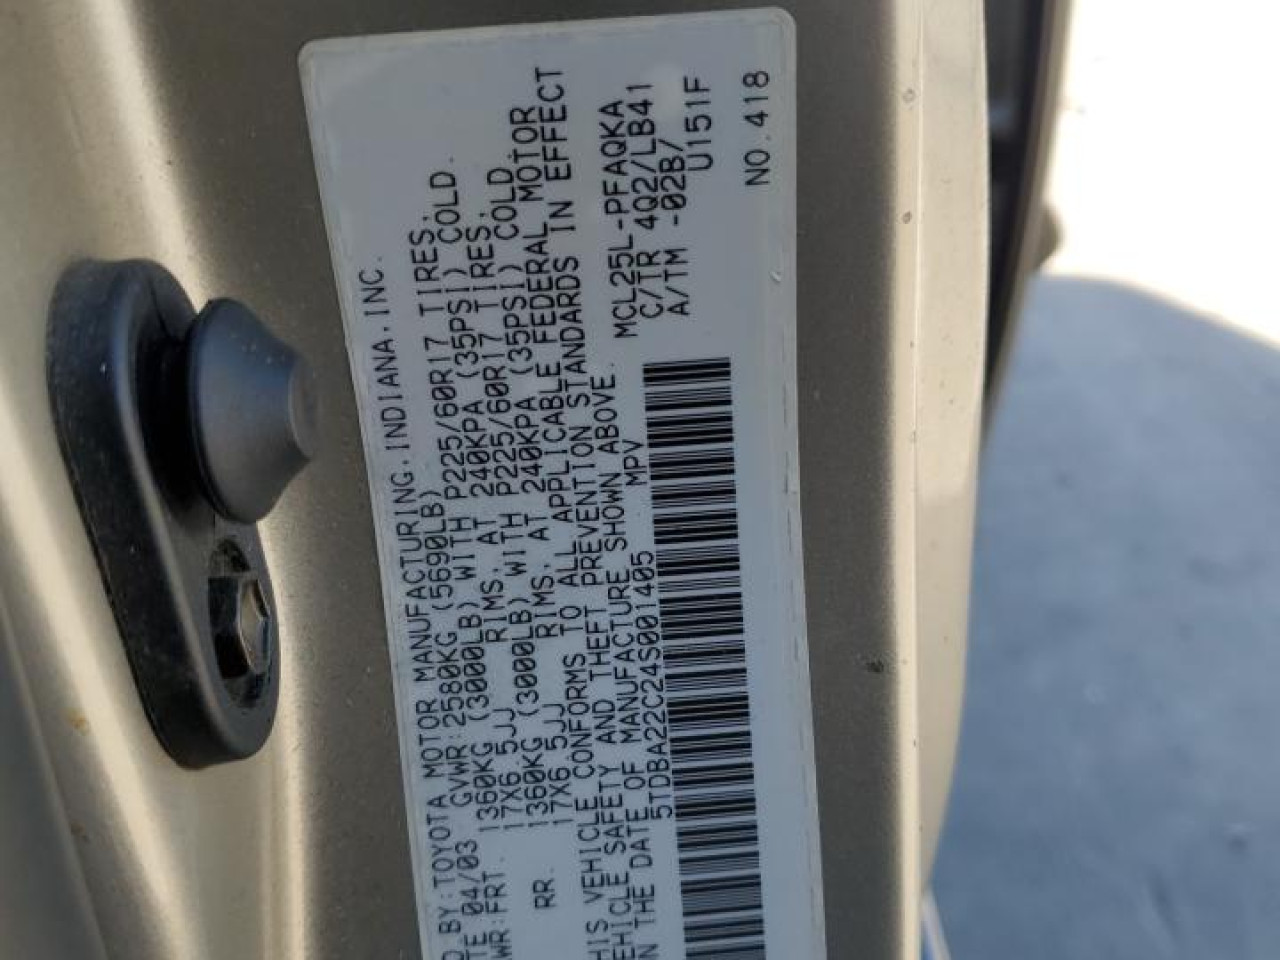 D BY:TOYOTA MOTOR MANUFACTURING.INDIANA.INC.
TE 04/03 GVWR:2580KG (5690LB)
WR:FRT. 1360KG (3000LB) WITH P225/60R17 TIRES,
17X6.5JJ RIMS, AT 240KPA (35PSI) COLD.
RR. 1360KG (3000LB) WITH P225/60R17 TIRES,
17X6.5JJ RIMS, AT 240KPA (35PSI) COLD.
HIS VEHICLE CONFORMS TO ALL APPLICABLE FEDERAL MOTOR
EHICLE SAFETY AND THEFT PREVENTION STANDARDS IN EFFECT
N THE DATE OF MANUFACTURE SHOWN ABOVE.
5TDBA22C24S001405 MPV
MCL25L-PFAQKA
C/TR 4Q2/LB41
A/TM -02B/
U151F
NO.418